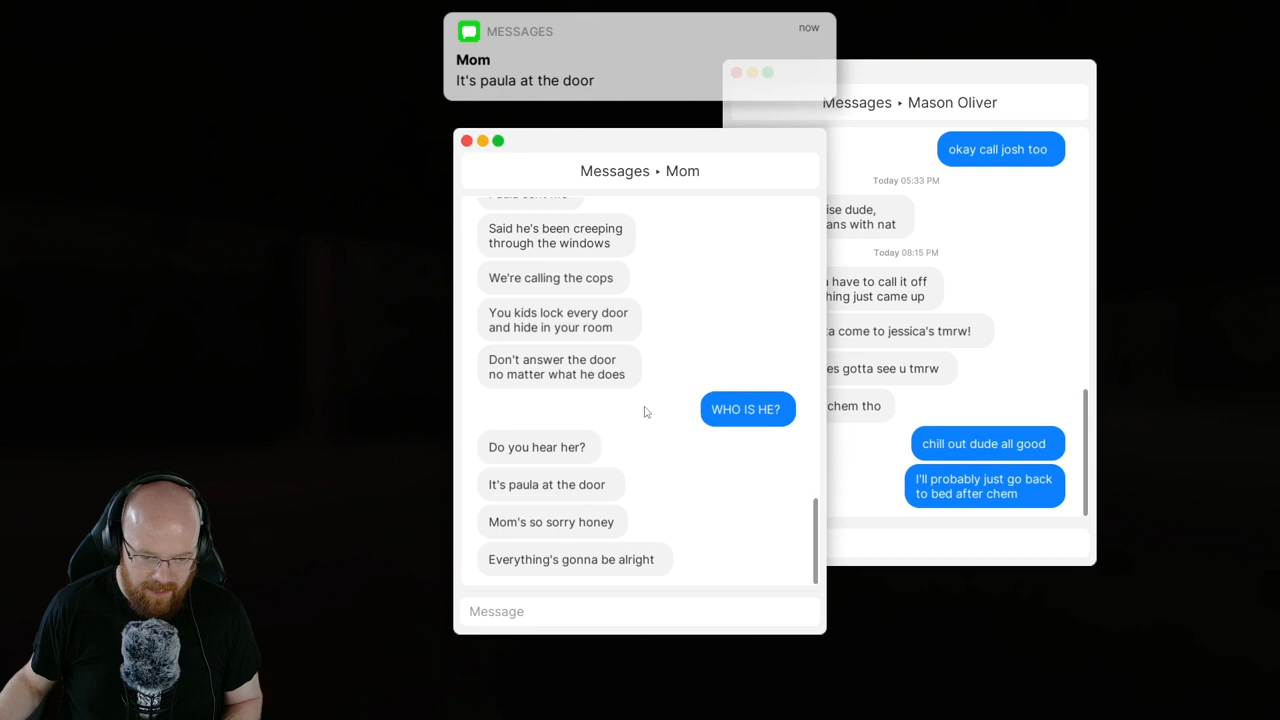 MESSAGES
now
Mom
It's paula at the door
Messages ‣ Mason Oliver
okay call josh too
Today 05:33 PM
ise dude,
ans with nat
Today 08:15 PM
have to call it off
hing just came up
a come to jessica's tmrw!
es gotta see u tmrw
chem tho
chill out dude all good
I'll probably just go back
to bed after chem
Messages ‣ Mom
Said he's been creeping
through the windows
We're calling the cops
You kids lock every door
and hide in your room
Don't answer the door
no matter what he does
WHO IS HE?
Do you hear her?
It's paula at the door
Mom's so sorry honey
Everything's gonna be alright
Message